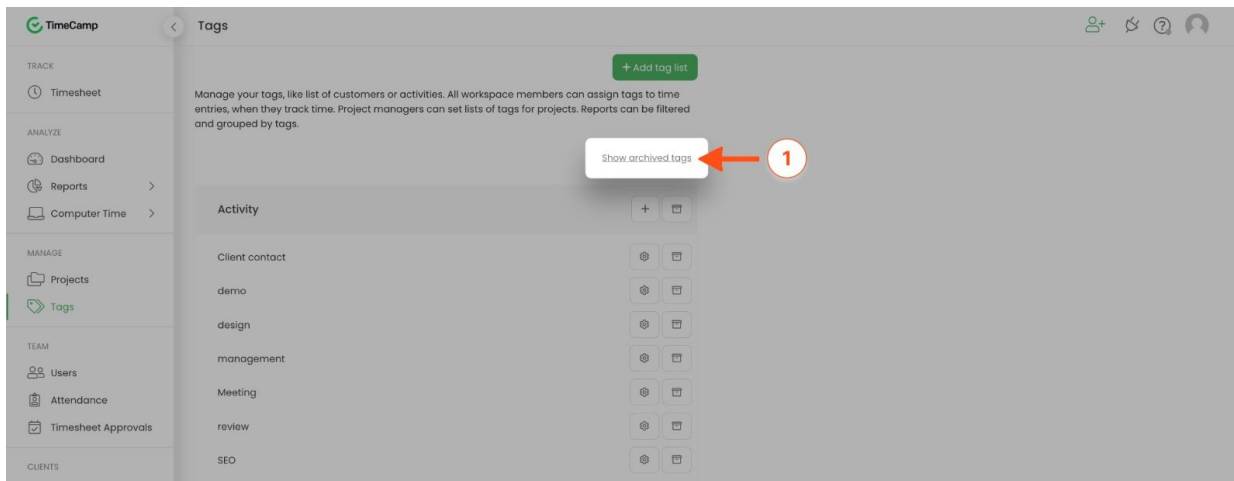 TimeCamp
Tags
TRACK
Timesheet
ANALYZE
Dashboard
Reports
Computer Time
MANAGE
Projects
Tags
TEAM
Users
Attendance
Timesheet Approvals
CLIENTS
+ Add tag list
Manage your tags, like list of customers or activities. All workspace members can assign tags to time
entries, when they track time. Project managers can set lists of tags for projects. Reports can be filtered
and grouped by tags.
Show archived tags
1
Activity
Client contact
demo
design
management
Meeting
review
SEO